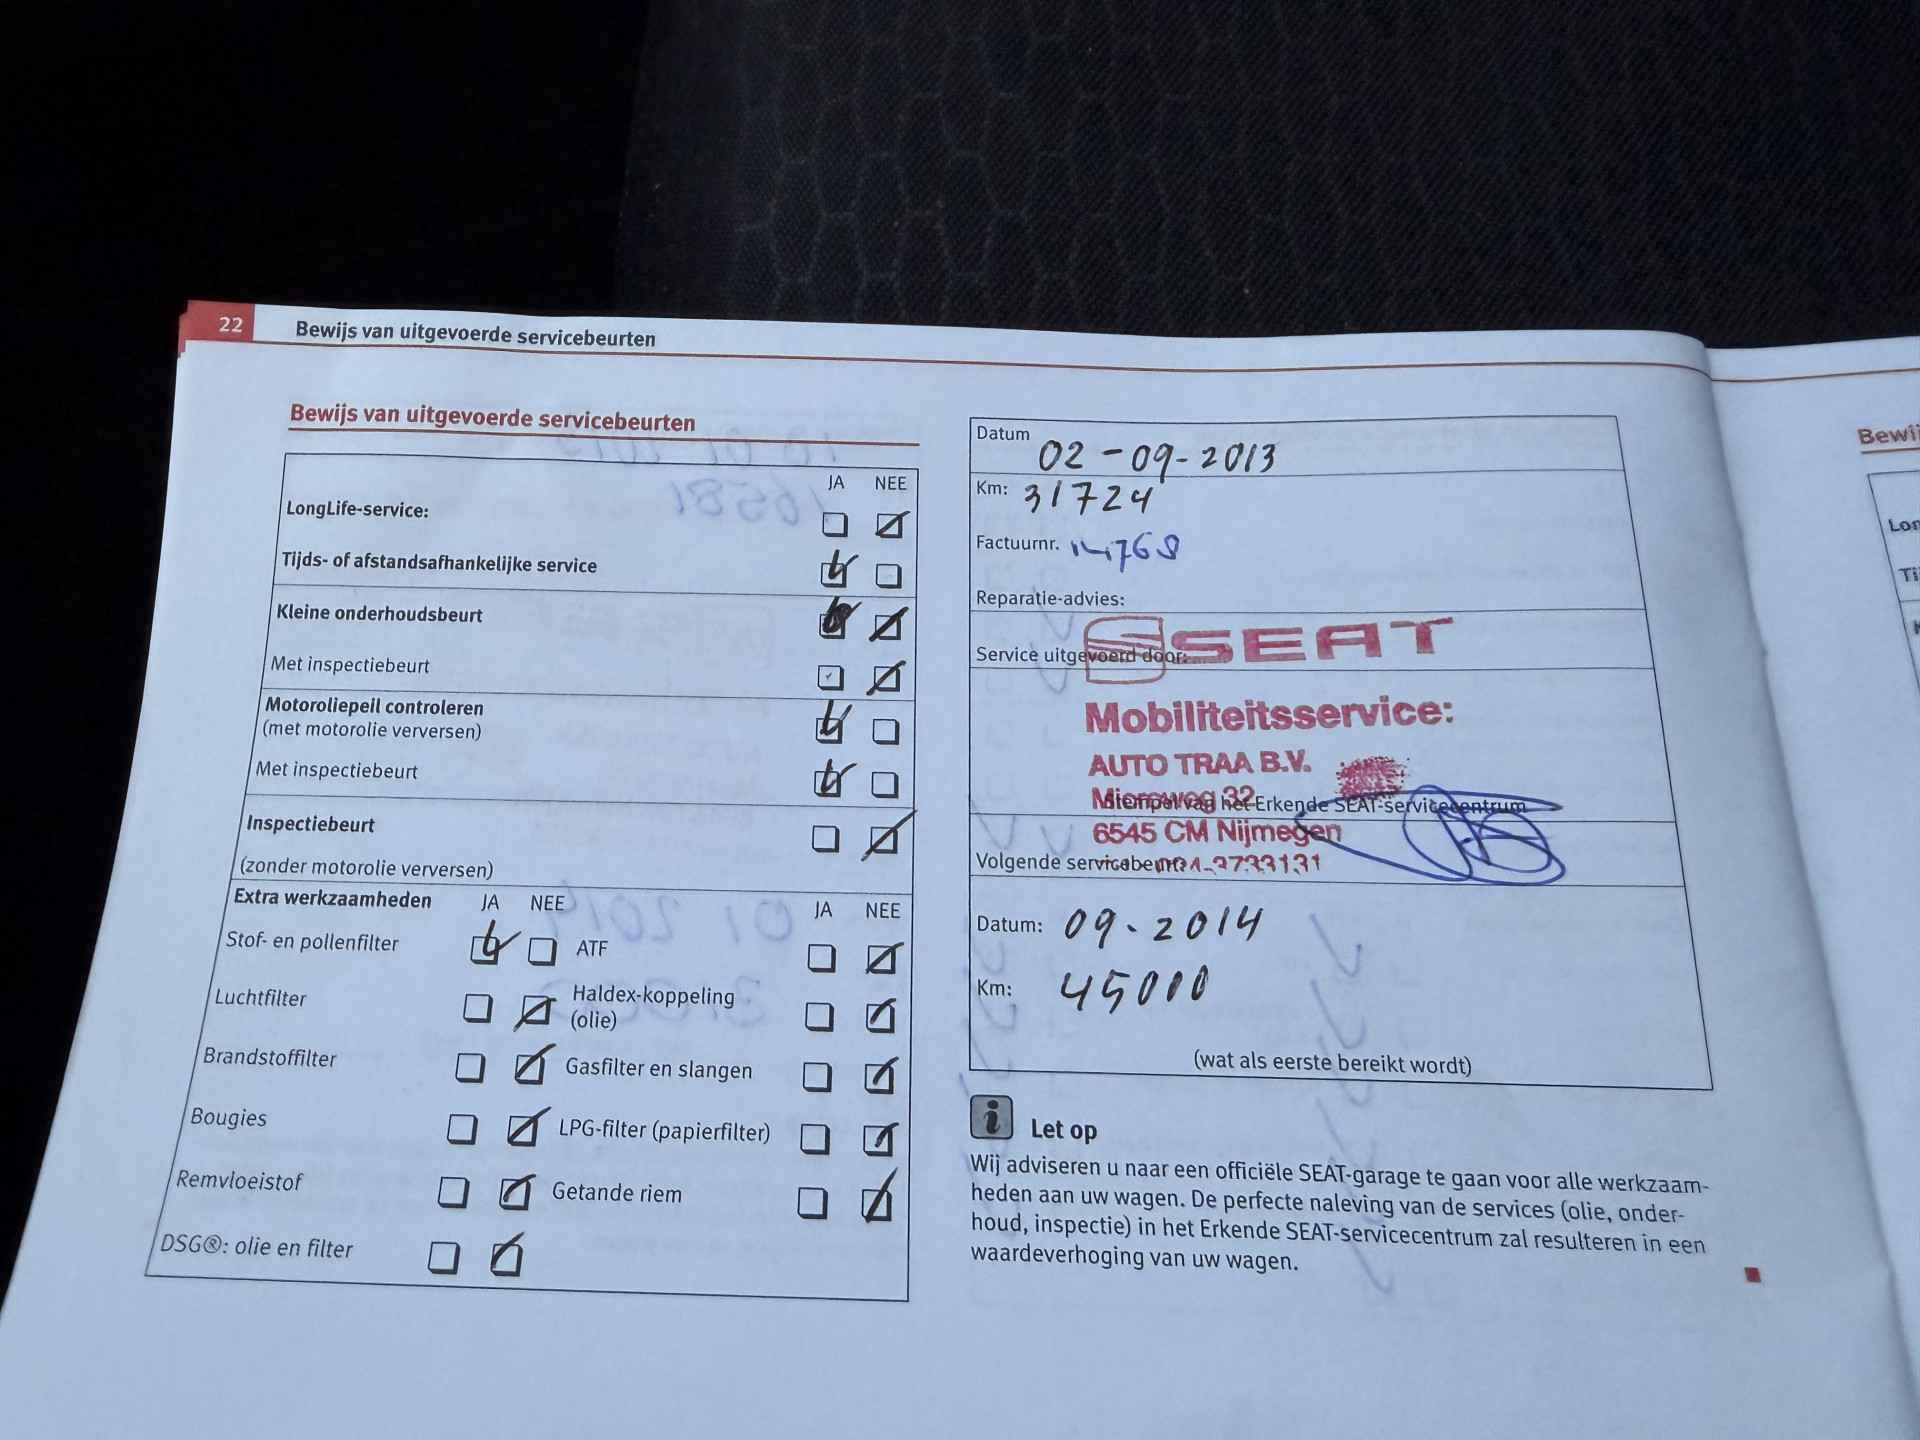 22
Bewijs van uitgevoerde servicebeurten
Bewijs van uitgevoerde servicebeurten
JA NEE
LongLife-service:
Tijds- of afstandsafhankelijke service
Kleine onderhoudsbeurt
Met inspectiebeurt
Motoroliepeil controleren
(met motorolie verversen)
Met inspectiebeurt
Inspectiebeurt
(zonder motorolie verversen)
Extra werkzaamheden JA NEE JA NEE
Stof- en pollenfilter ATF
Luchtfilter Haldex-koppeling
(olie)
Brandstoffilter Gasfilter en slangen
Bougies LPG-filter (papierfilter)
Remvloeistof Getande riem
DSG®: olie en filter
Datum 02-09-2013
Km: 31724
Factuurnr.
Reparatie-advies:
SEAT
Service uitgevoerd door:
Mobiliteitsservice:
AUTO TRAA B.V.
32
Stempel van het Erkende SEAT-servicecentrum
6545 CM Nijmegen
Volgende servicebeurt:
Datum: 09-2014
Km: 45000
(wat als eerste bereikt wordt)
i Let op
Wij adviseren u naar een officiële SEAT-garage te gaan voor alle werkzaam-
heden aan uw wagen. De perfecte naleving van de services (olie, onder-
houd, inspectie) in het Erkende SEAT-servicecentrum zal resulteren in een
waardeverhoging van uw wagen.
Bewi
Lon
Ti